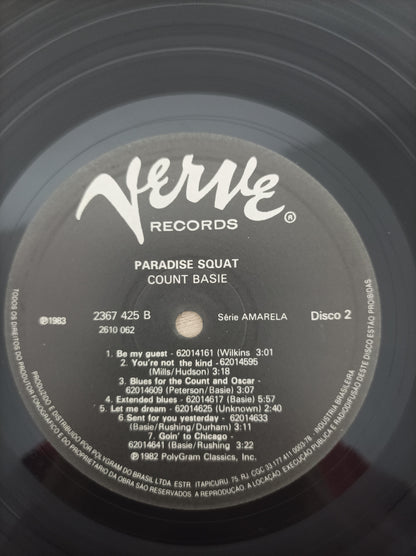 Verve ®
RECORDS
PARADISE SQUAT
COUNT BASIE
℗1983
2367 425 B
2610 062
Série AMARELA
Disco 2
1. Be my guest - 62014161 (Wilkins 3:01
2. You're not the kind - 62014595
(Mills/Hudson) 3:18
3. Blues for the Count and Oscar -
62014609 (Peterson/Basie) 3:07
4. Extended blues - 62014617 (Basie) 5:57
5. Let me dream - 62014625 (Unknown) 2:40
6. Sent for you yesterday - 62014633
(Basie/Rushing/Durham) 3:11
7. Goin' to Chicago -
62014641 (Basie/Rushing) 3:21
℗1982 PolyGram Classics, Inc.
TODOS OS DIREITOS DO PRODUTOR FONOGRÁFICO E DO PROPRIETÁRIO DA OBRA SÃO RESERVADOS. A REPRODUÇÃO, A LOCAÇÃO, EXECUÇÃO PÚBLICA E RADIODIFUSÃO DESTE DISCO ESTÃO PROIBIDAS
PRODUZIDO E DISTRIBUÍDO POR POLYGRAM DO BRASIL LTDA ESTR ITAPICURU 75, RJ, CGC 33.177.411 0003-78. INDÚSTRIA BRASILEIRA